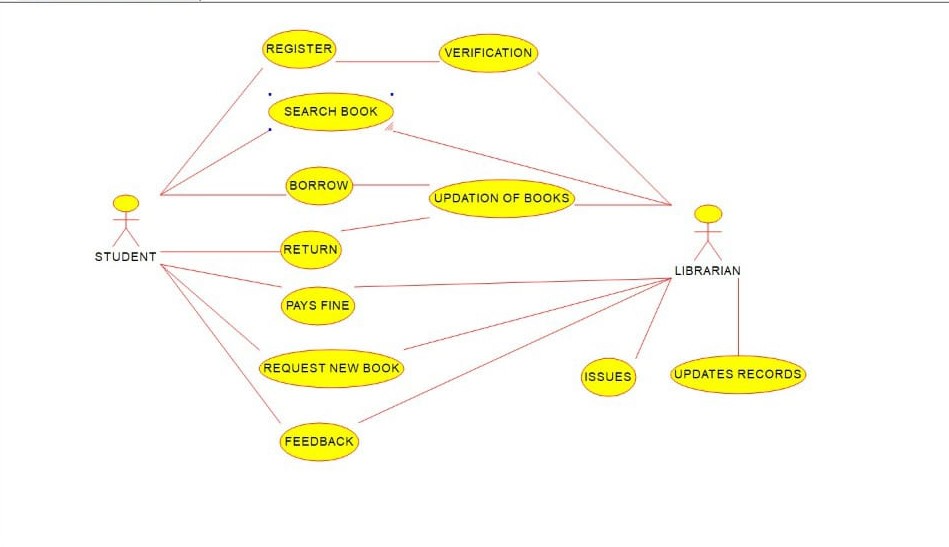 REGISTER
VERIFICATION
SEARCH BOOK
BORROW
UPDATION OF BOOKS
RETURN
STUDENT
LIBRARIAN
PAYS FINE
REQUEST NEW BOOK
ISSUES
UPDATES RECORDS
FEEDBACK